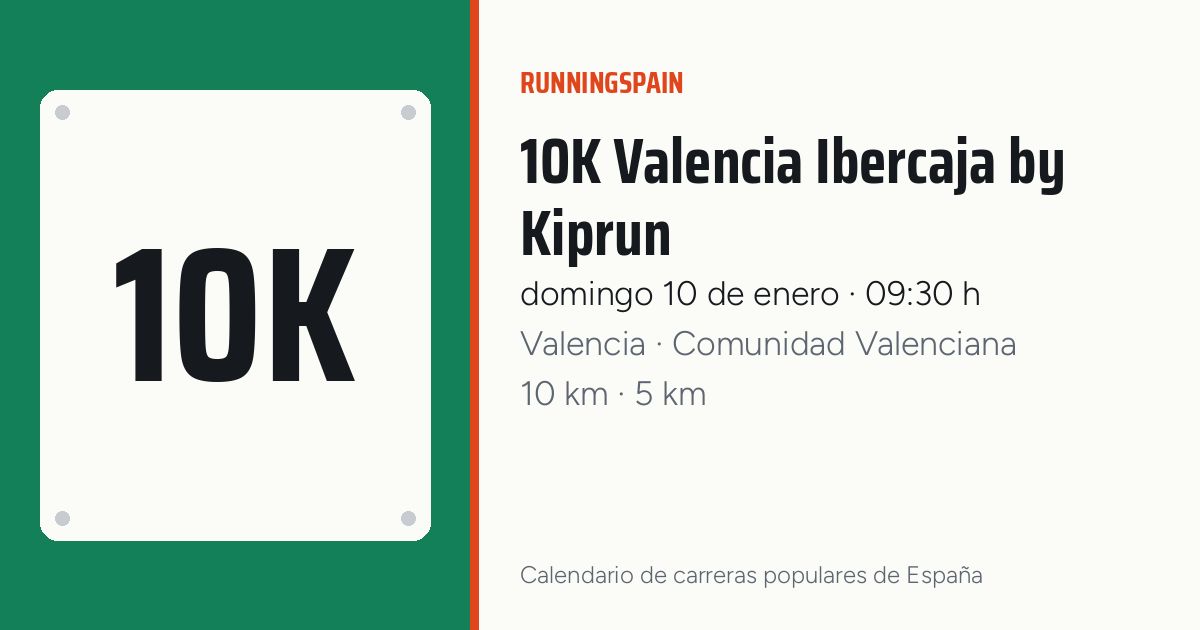 10K
RUNNINGSPAIN
10K Valencia Ibercaja by
Kiprun
domingo 10 de enero · 09:30 h
Valencia · Comunidad Valenciana
10 km · 5 km
Calendario de carreras populares de España